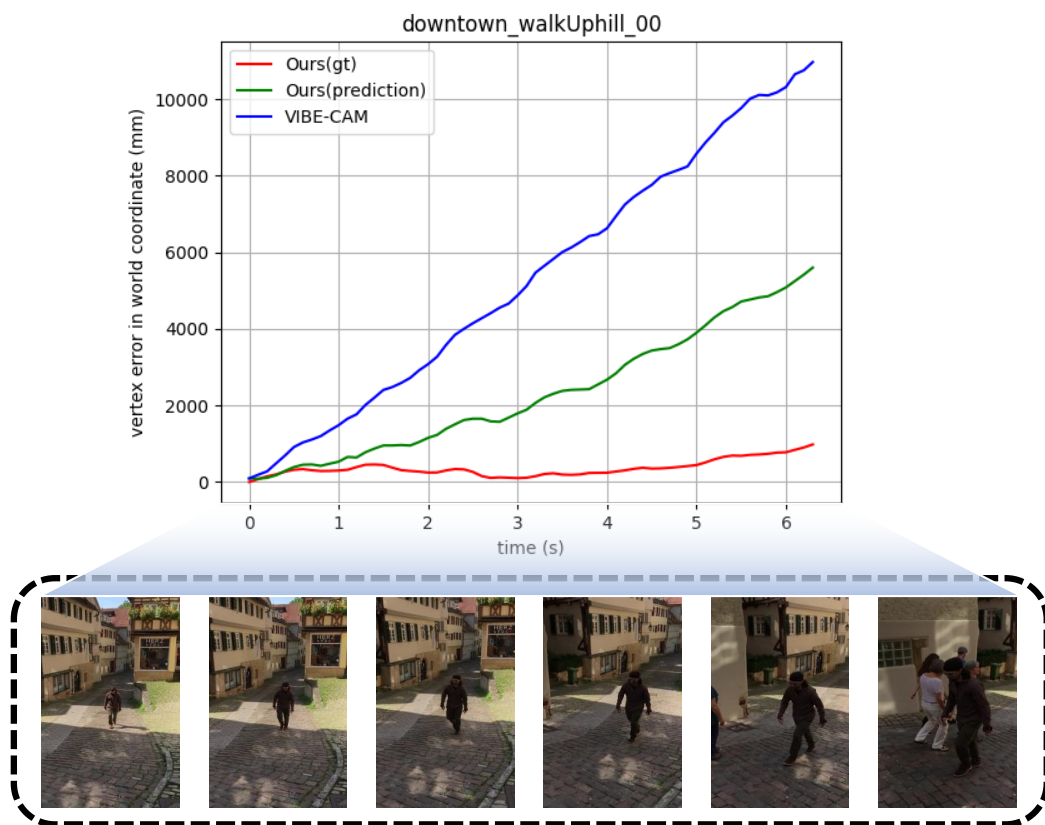 downtown_walkUphill_00
Ours(gt)
Ours(prediction)
VIBE-CAM
vertex error in world coordinate (mm)
10000
8000
6000
4000
2000
0
0 1 2 3 4 5 6
time (s)